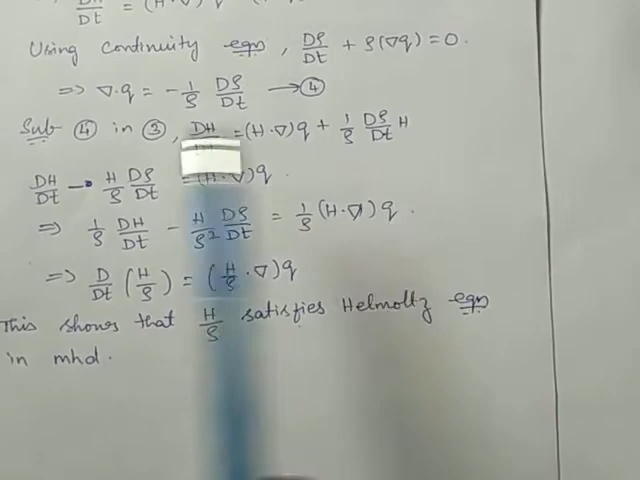 DH/Dt = (H·∇)q
Using Continuity eqn, Dρ/Dt + ρ(∇q) = 0.
=> ∇.q = -1/ρ Dρ/Dt → ④
Sub ④ in ③, DH = (H·∇)q + 1/ρ Dρ/Dt H
DH/Dt - H/ρ Dρ/Dt = (H·∇)q.
=> 1/ρ DH/Dt - H/ρ² Dρ/Dt = 1/ρ (H·∇)q.
=> D/Dt (H/ρ) = (H/ρ · ∇)q
This shows that H/ρ satisfies Helmoltz eqn
in mhd.